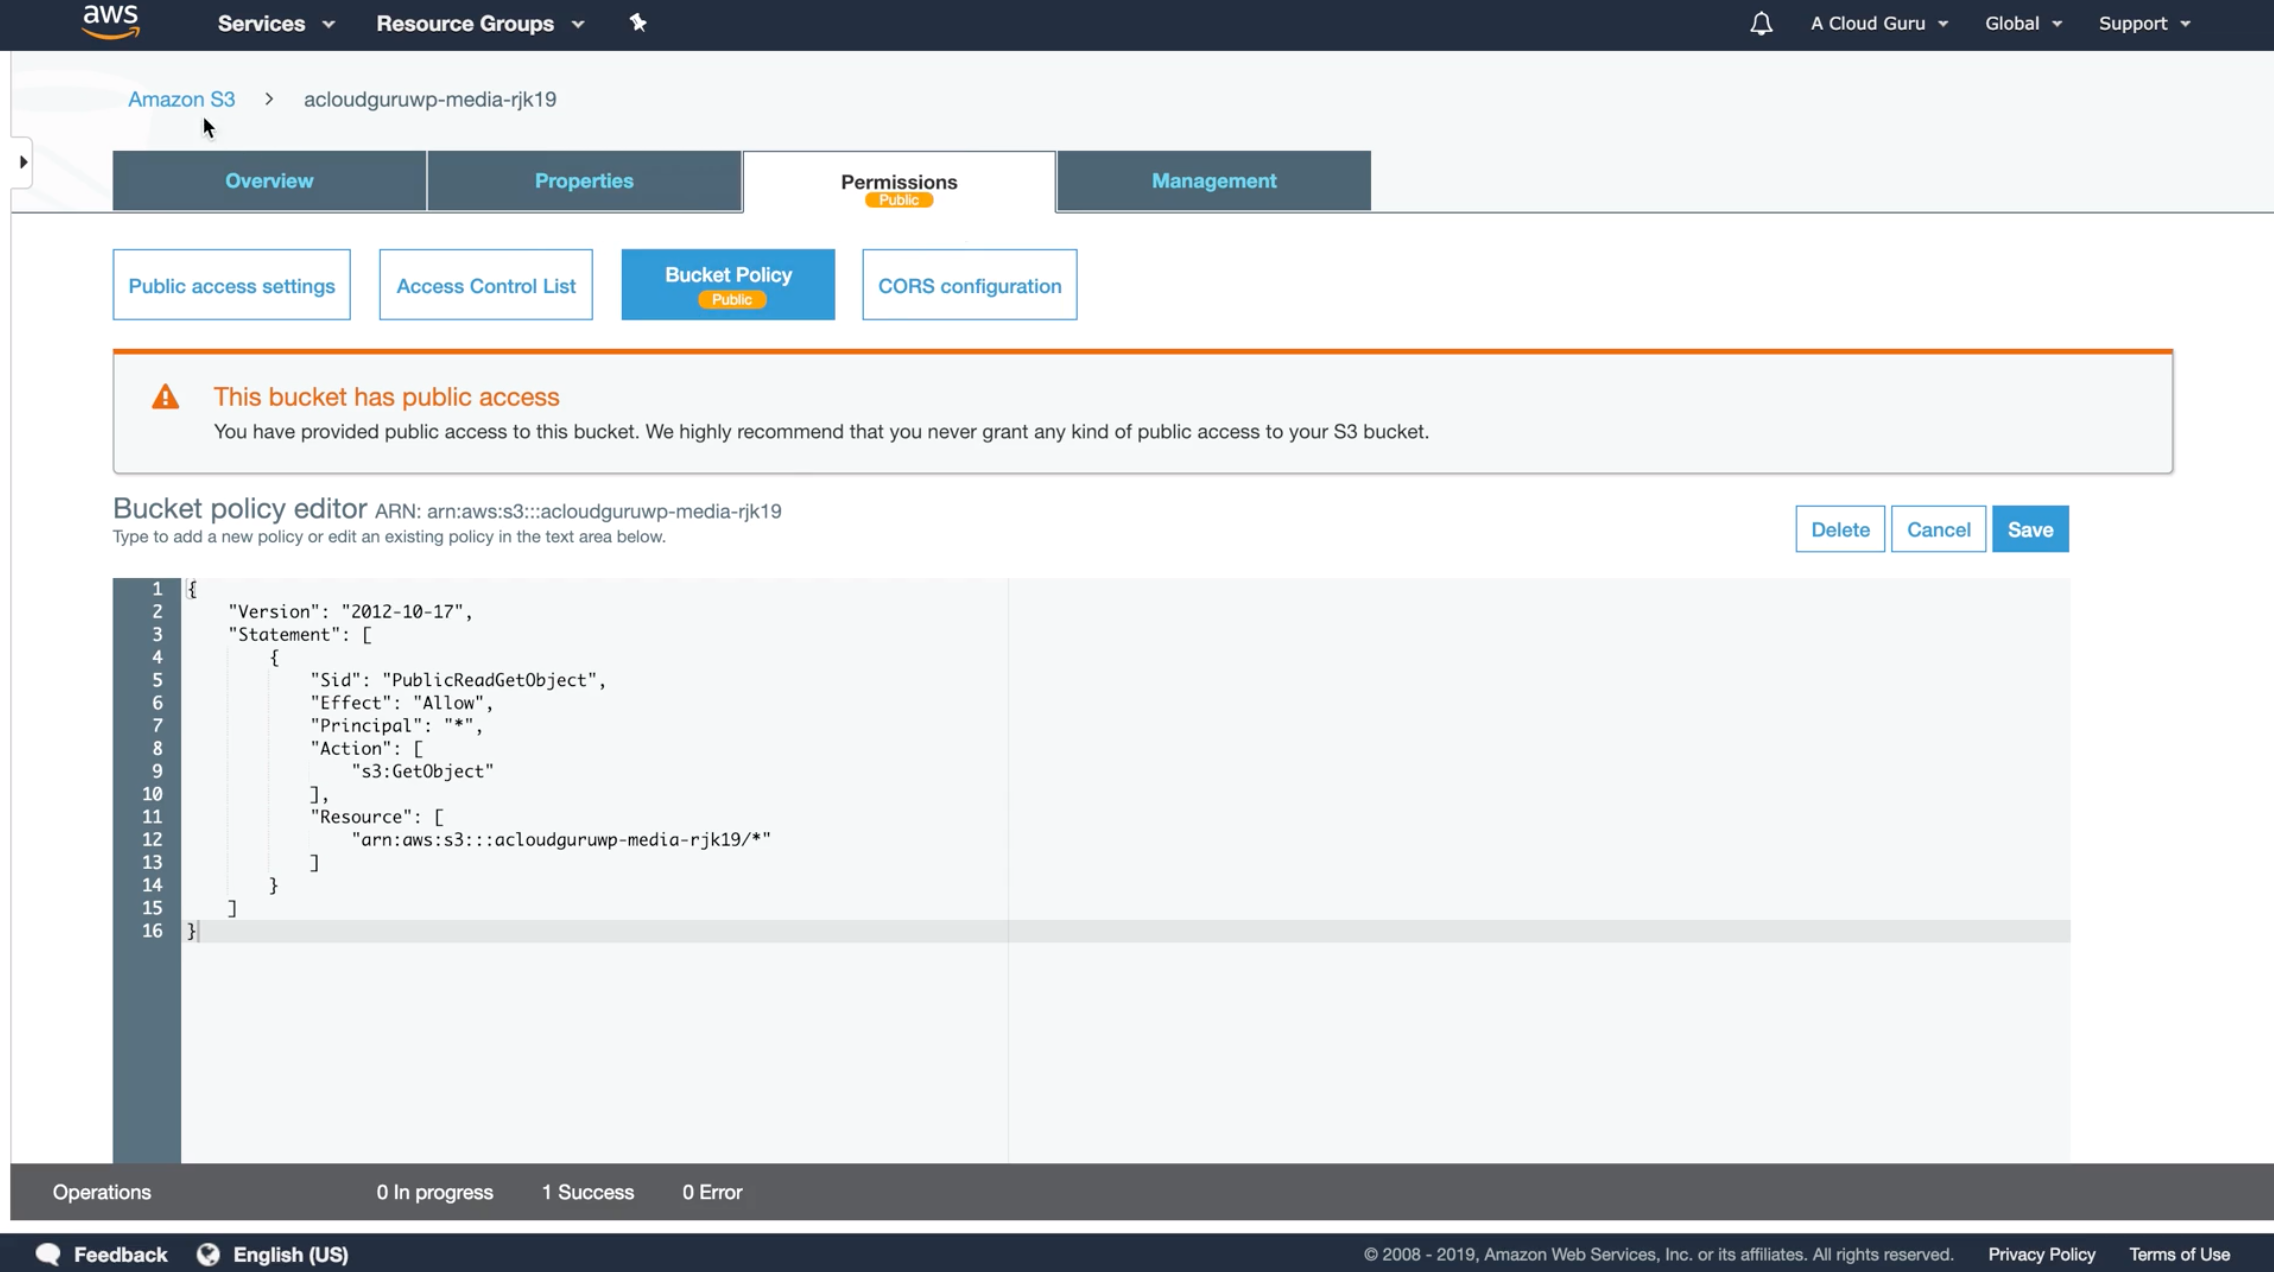 aws Services Resource Groups A Cloud Guru Global Support
Amazon S3 > acloudguruwp-media-rjk19
Overview Properties Permissions Management
Public
Public access settings Access Control List Bucket Policy CORS configuration
Public
This bucket has public access
You have provided public access to this bucket. We highly recommend that you never grant any kind of public access to your S3 bucket.
Bucket policy editor ARN: arn:aws:s3:::acloudguruwp-media-rjk19
Type to add a new policy or edit an existing policy in the text area below.
Delete Cancel Save
1 {
2 "Version": "2012-10-17",
3 "Statement": [
4 {
5 "Sid": "PublicReadGetObject",
6 "Effect": "Allow",
7 "Principal": "*",
8 "Action": [
9 "s3:GetObject"
10 ],
11 "Resource": [
12 "arn:aws:s3:::acloudguruwp-media-rjk19/*"
13 ]
14 }
15 ]
16 }
Operations 0 In progress 1 Success 0 Error
Feedback English (US) © 2008 - 2019, Amazon Web Services, Inc. or its affiliates. All rights reserved. Privacy Policy Terms of Use